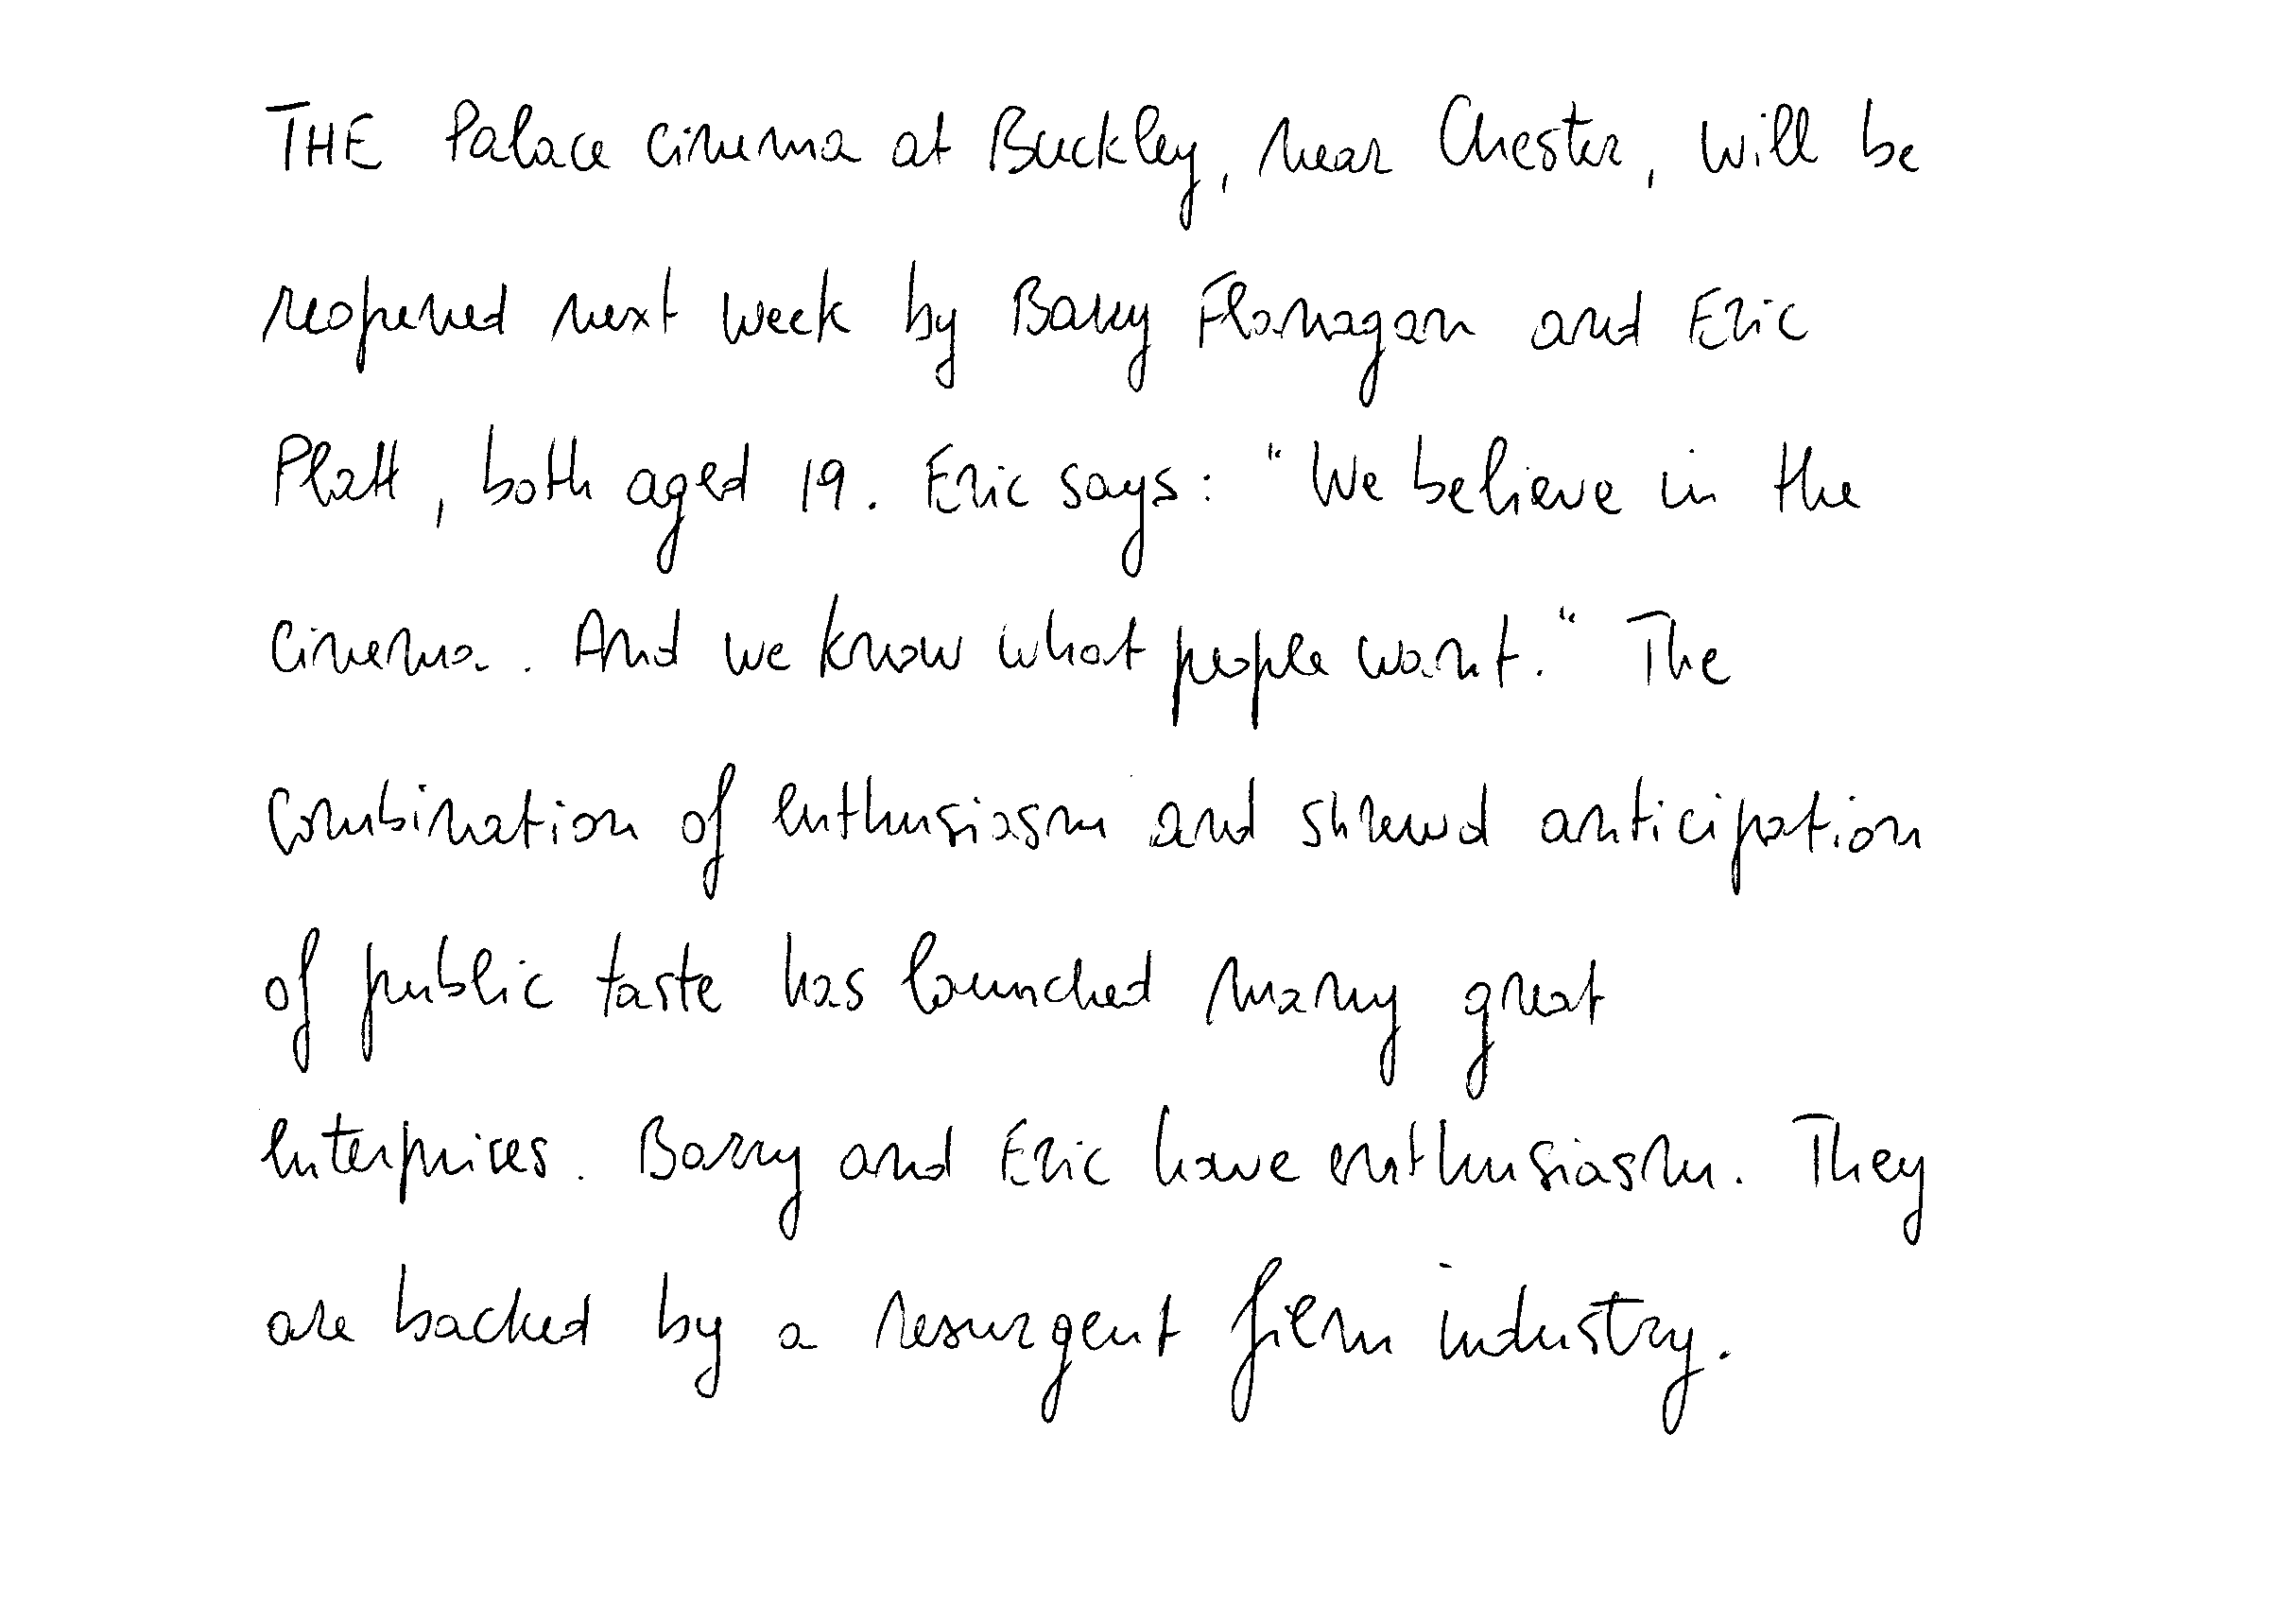 THE Palace cinema at Buckley, near Chester, will be
reopened next week by Barry Flanagan and Eric
Platt, both aged 19. Eric says: "We believe in the
cinema. And we know what people want." The
combination of enthusiasm and shrewd anticipation
of public taste has launched many great
enterprises. Barry and Eric have enthusiasm. They
are backed by a resurgent film industry.